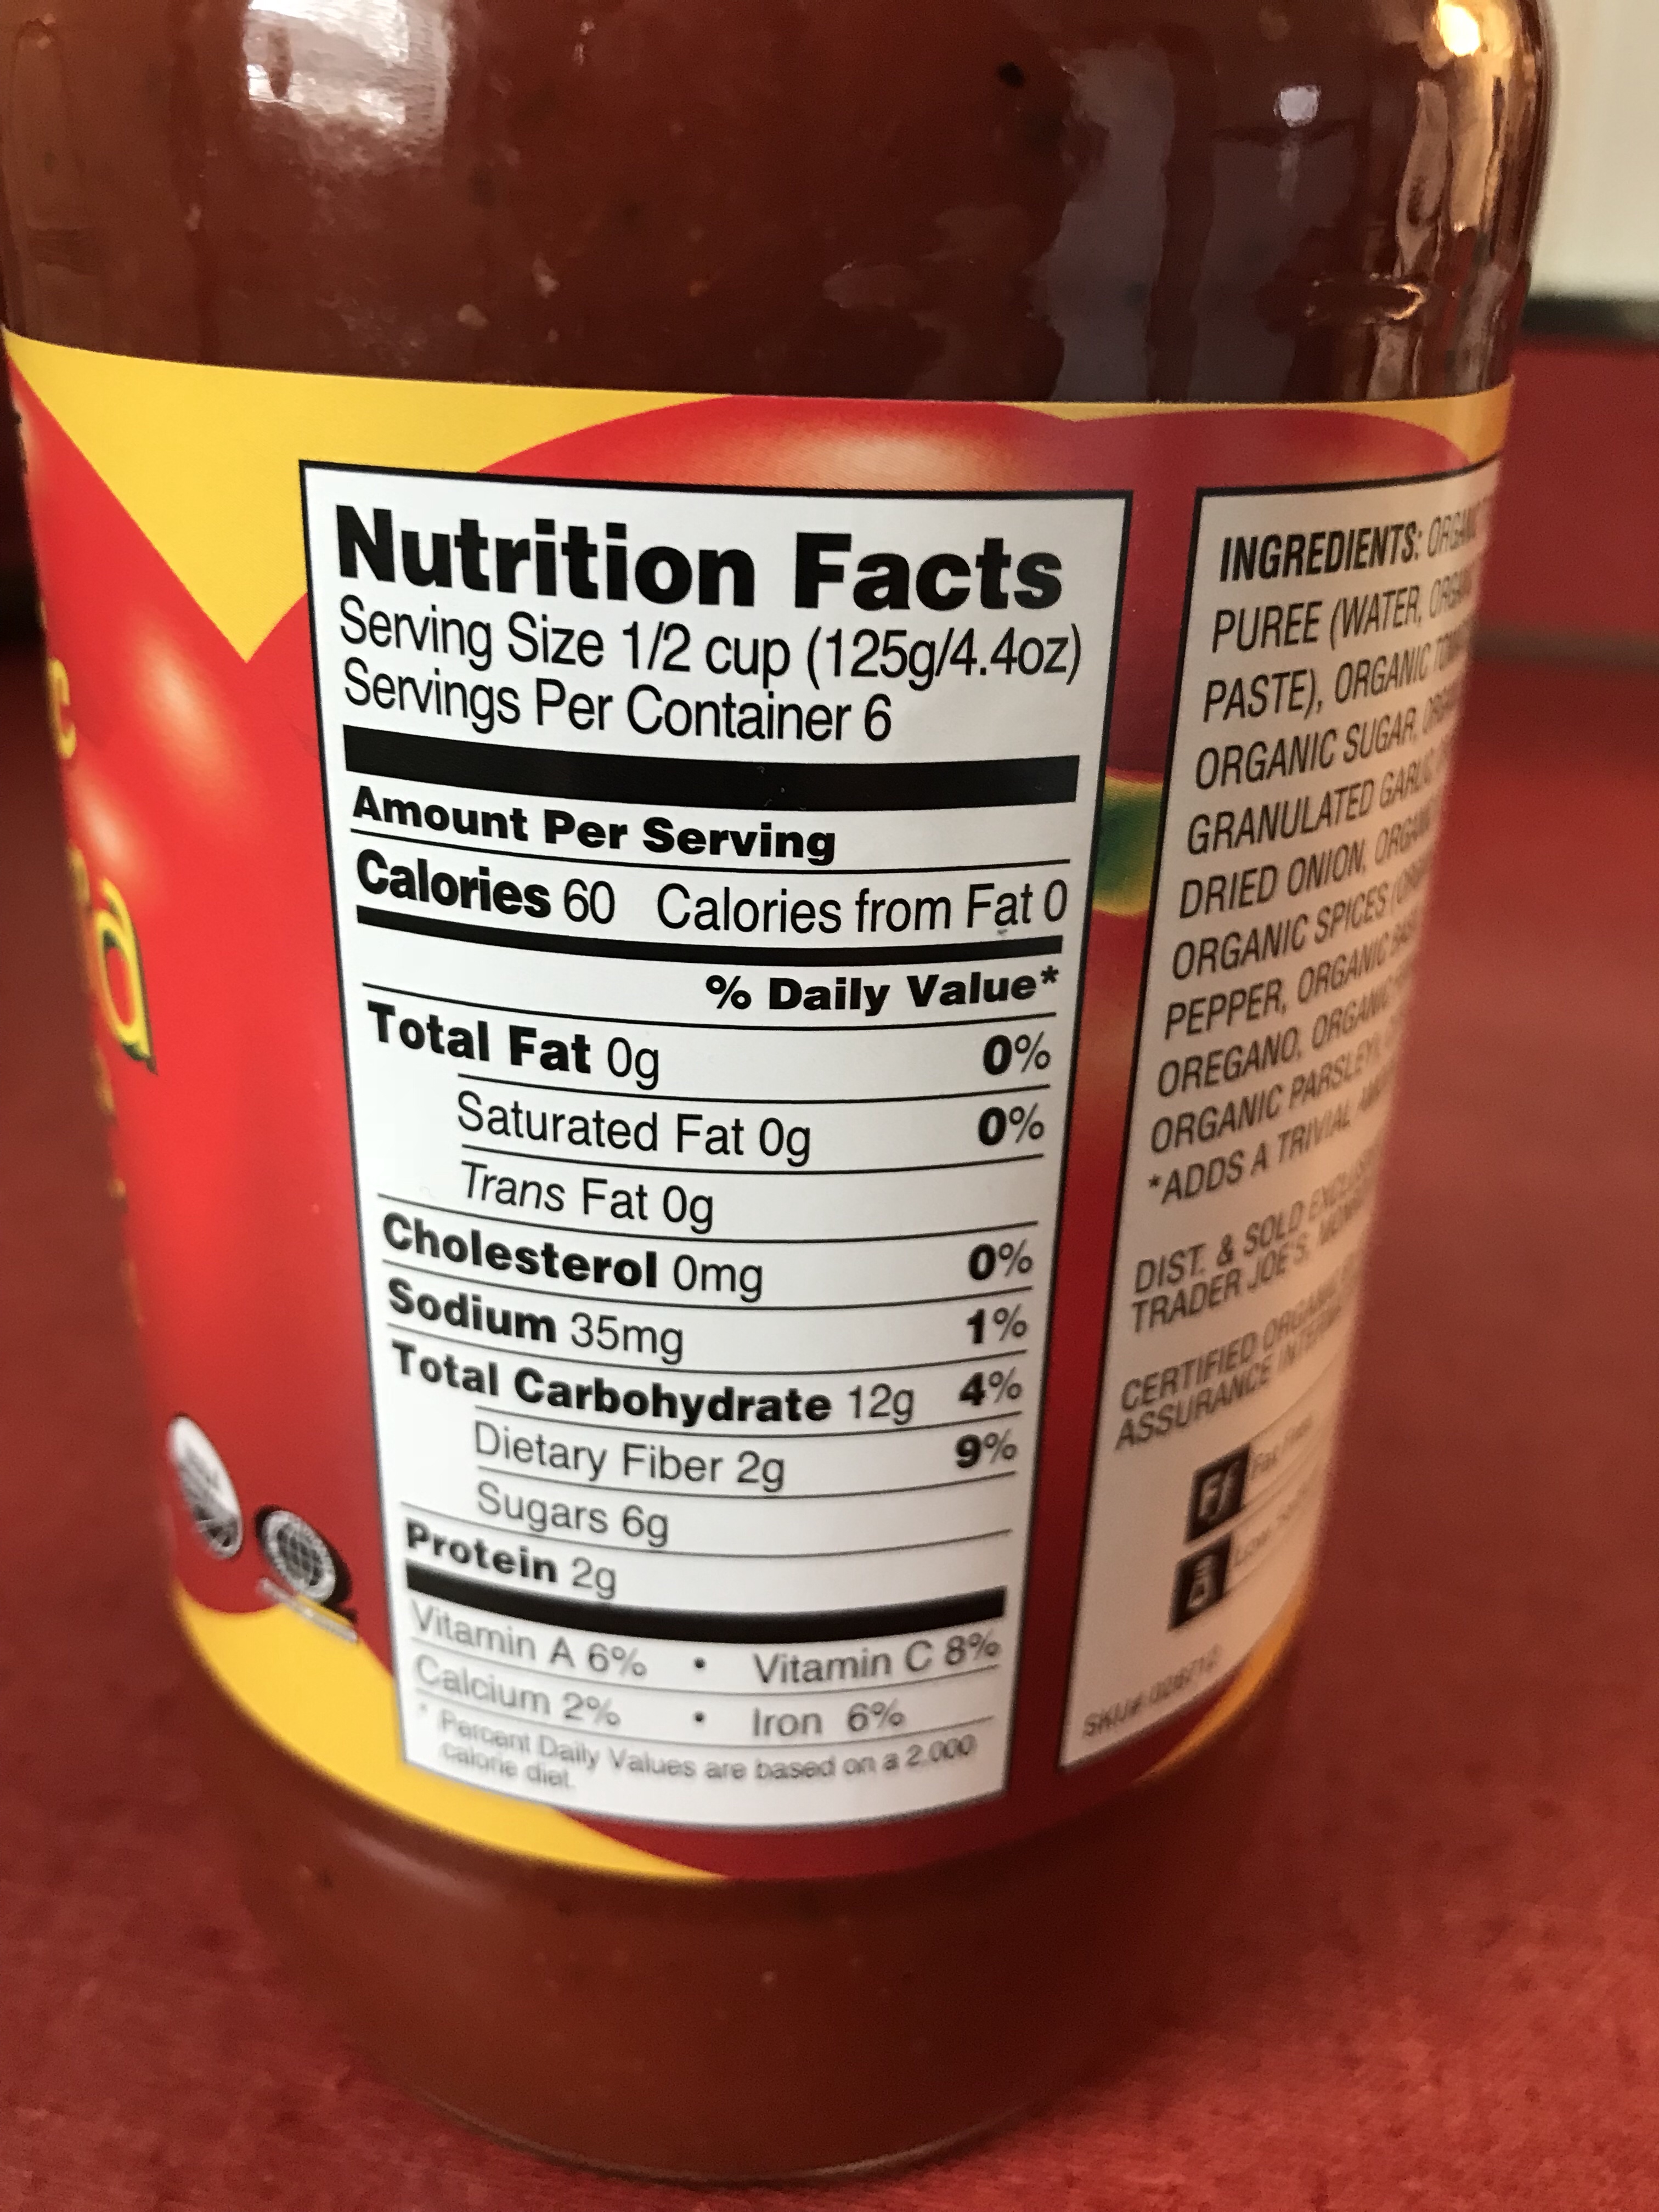 Nutrition Facts
Serving Size 1/2 cup (125g/4.4oz)
Servings Per Container 6
Amount Per Serving
Calories 60 Calories from Fat 0
% Daily Value*
Total Fat 0g 0%
Saturated Fat 0g 0%
Trans Fat 0g
Cholesterol 0mg 0%
Sodium 35mg 1%
Total Carbohydrate 12g 4%
Dietary Fiber 2g 9%
Sugars 6g
Protein 2g
Vitamin A 6% • Vitamin C 8%
Calcium 2% • Iron 6%
* Percent Daily Values are based on a 2,000
calorie diet.
INGREDIENTS:
PUREE (WATER,
PASTE), ORGANIC
ORGANIC SUGAR,
GRANULATED GARLIC,
DRIED ONION,
ORGANIC SPICES
PEPPER, ORGANIC
OREGANO, ORGANIC
ORGANIC PARSLEY),
*ADDS A TRIVIAL
DIST. & SOLD
TRADER JOE'S,
CERTIFIED ORGANIC
ASSURANCE
Ff
SKU#